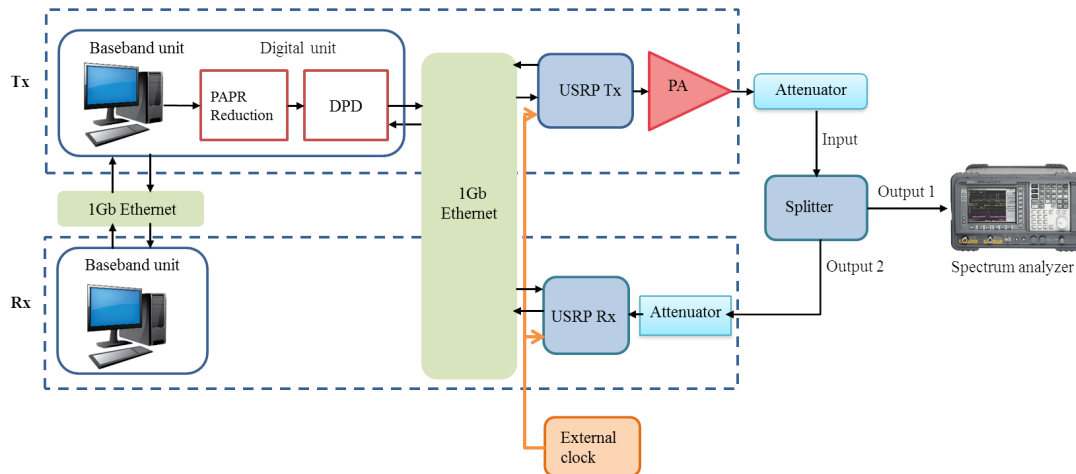 Baseband unit
Digital unit
Tx
PAPR
Reduction
DPD
1Gb
Ethernet
USRP Tx
PA
Attenuator
Input
1Gb Ethernet
Splitter
Output 1
Spectrum analyzer
Output 2
Rx
Baseband unit
USRP Rx
Attenuator
External
clock